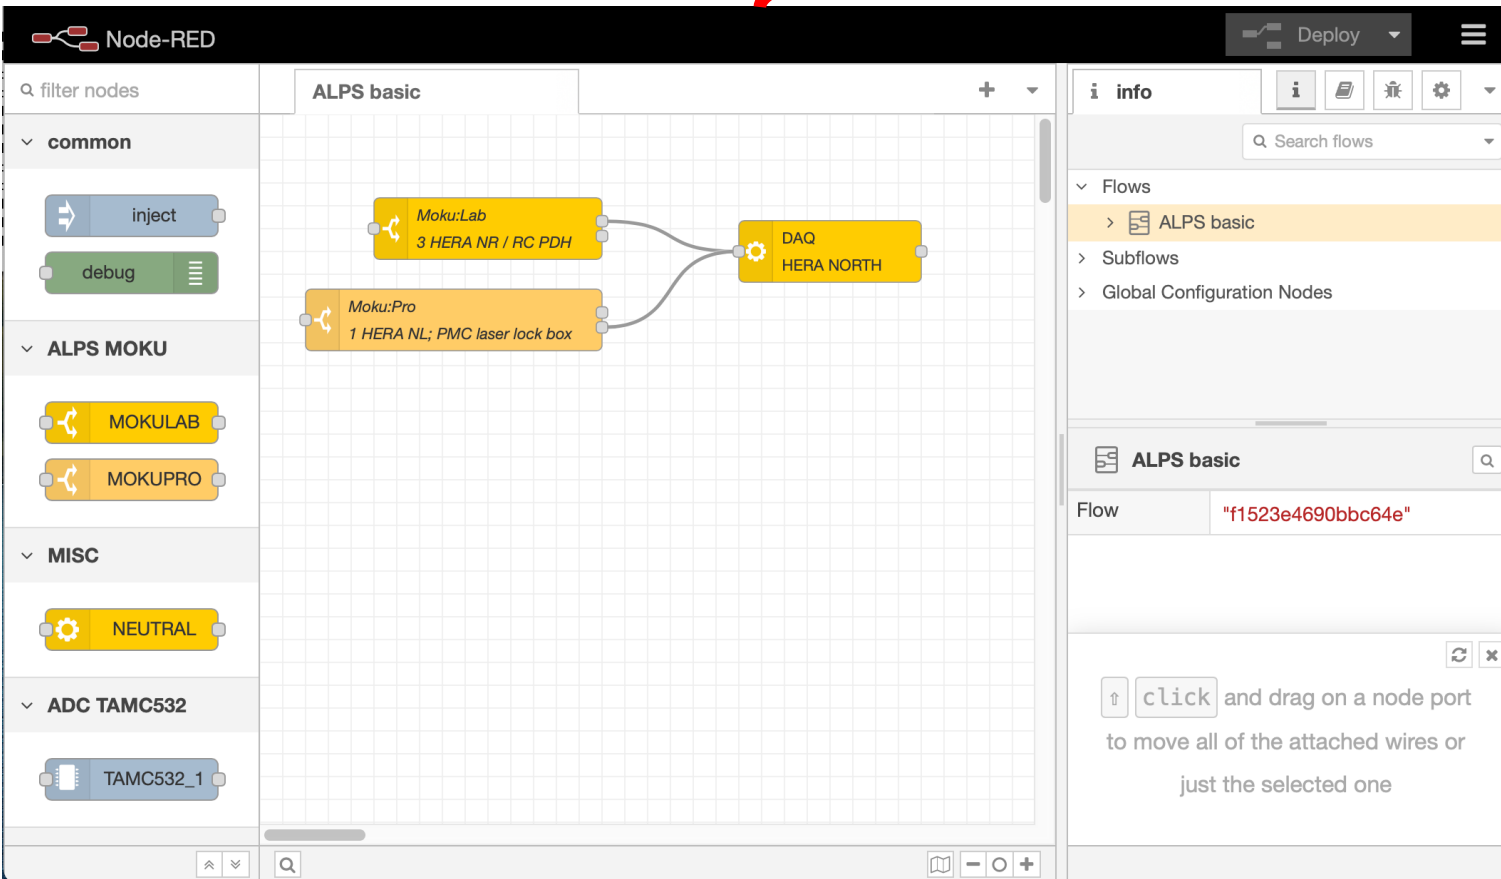 Node-RED
Deploy
filter nodes
ALPS basic
info
common
Search flows
inject
debug
Flows
ALPS basic
Subflows
Global Configuration Nodes
Moku:Lab
3 HERA NR / RC PDH
DAQ
HERA NORTH
Moku:Pro
1 HERA NL; PMC laser lock box
ALPS MOKU
MOKULAB
MOKUPRO
ALPS basic
Flow
"f1523e4690bbc64e"
MISC
NEUTRAL
ADC TAMC532
TAMC532_1
⇧ click and drag on a node port
to move all of the attached wires or
just the selected one